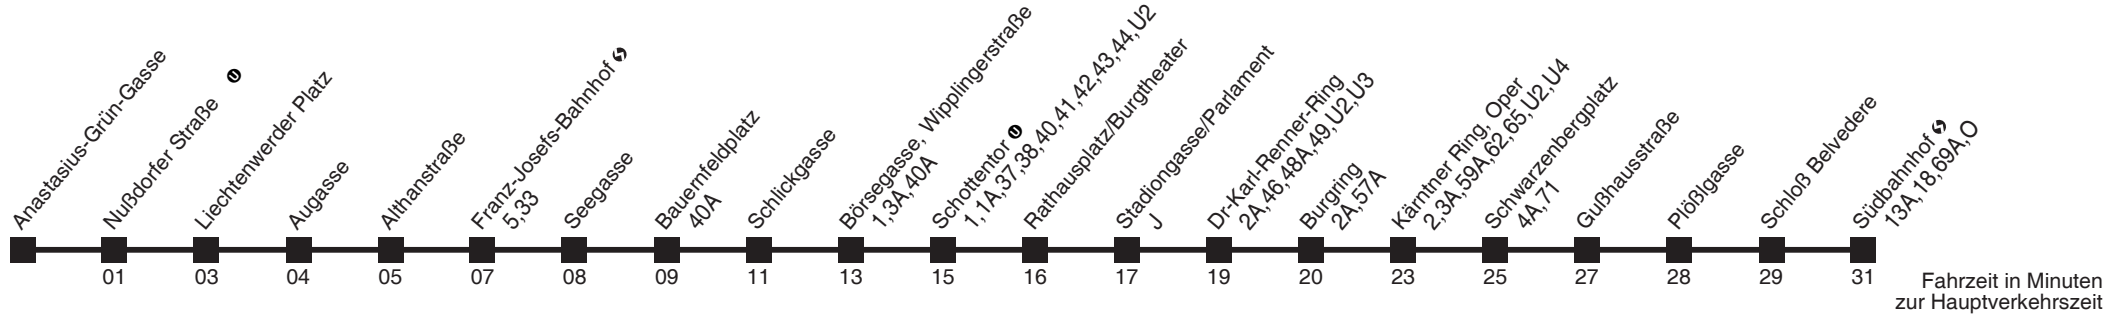 Anastasius-Grün-Gasse
Nußdorfer Straße U
Liechtenwerder Platz
Augasse
Althanstraße
Franz-Josefs-Bahnhof
5,33
Seegasse
Bauernfeldplatz
40A
Schlickgasse
Börsegasse, Wipplingerstraße
1,3A,40A
Schottentor U
1,1A,37,38,40,41,42,43,44,U2
Rathausplatz/Burgtheater
Stadiongasse/Parlament
J
Dr-Karl-Renner-Ring
2A,46,48A,49,U2,U3
Burgring
2A,57A
Kärntner Ring, Oper
2,3A,59A,62,65,U2,U4
Schwarzenbergplatz
4A,71
Gußhausstraße
Plößlgasse
Schloß Belvedere
Südbahnhof
13A,18,69A,O
01 03 04 05 07 08 09 11 13 15 16 17 19 20 23 25 27 28 29 31
Fahrzeit in Minuten
zur Hauptverkehrszeit